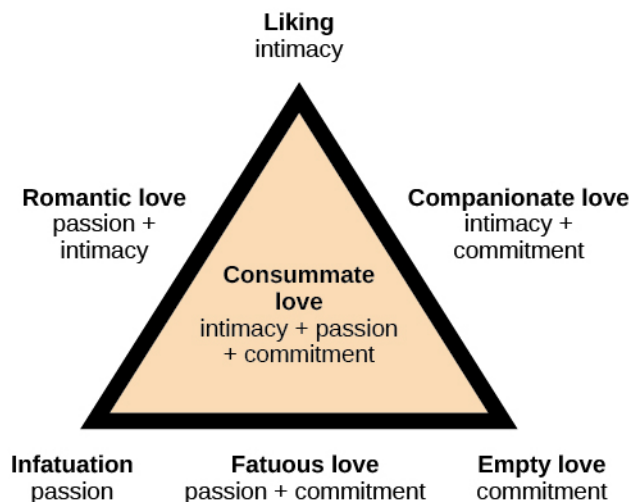 Liking
intimacy
Romantic love
passion +
intimacy
Companionate love
intimacy +
commitment
Consummate
love
intimacy + passion
+ commitment
Infatuation
passion
Fatuous love
passion + commitment
Empty love
commitment